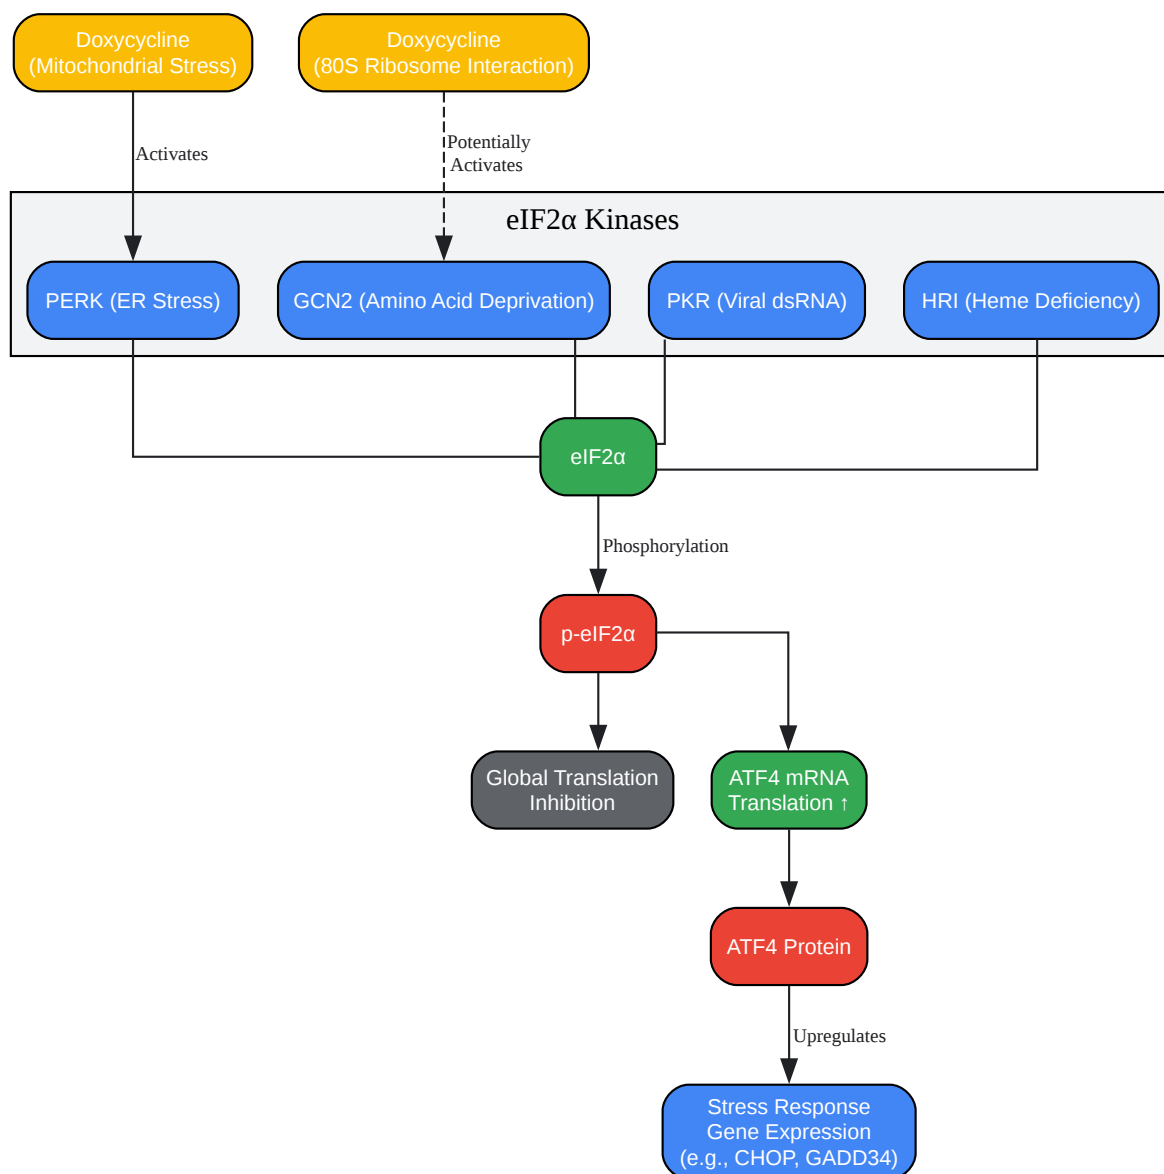 Doxycycline
(Mitochondrial Stress)
Doxycycline
(80S Ribosome Interaction)
Activates
Potentially
Activates
eIF2α Kinases
PERK (ER Stress)
GCN2 (Amino Acid Deprivation)
PKR (Viral dsRNA)
HRI (Heme Deficiency)
eIF2α
Phosphorylation
p-eIF2α
Global Translation
Inhibition
ATF4 mRNA
Translation ↑
ATF4 Protein
Upregulates
Stress Response
Gene Expression
(e.g., CHOP, GADD34)